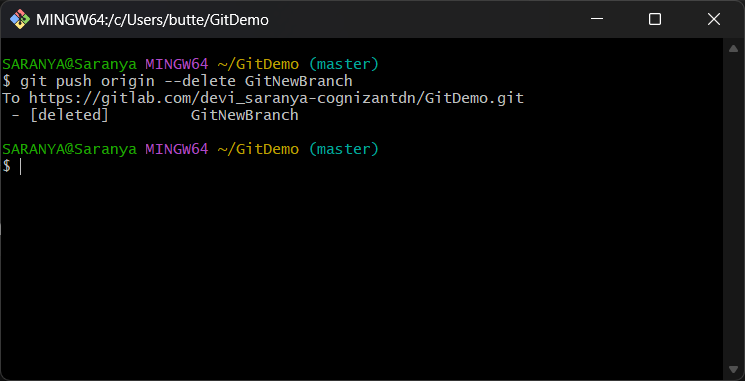 MINGW64:/c/Users/butte/GitDemo
SARANYA@Saranya MINGW64 ~/GitDemo (master)
$ git push origin --delete GitNewBranch
To https://gitlab.com/devi_saranya-cognizantdn/GitDemo.git
 - [deleted]         GitNewBranch
SARANYA@Saranya MINGW64 ~/GitDemo (master)
$